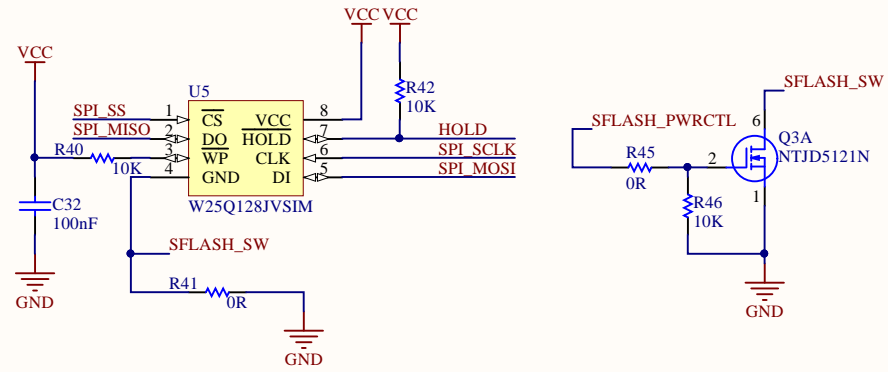 VCC VCC
VCC
U5
R42
10K
SFLASH_SW
SPI_SS 1 CS VCC 8
SPI_MISO 2 DO HOLD 7 HOLD
R40 10K 3 WP CLK 6 SPI_SCLK
4 GND DI 5 SPI_MOSI
W25Q128JVSIM
C32
100nF
SFLASH_SW
R41
0R
GND
GND
SFLASH_PWRCTL
6
Q3A
NTJD5121N
R45
0R
2
1
R46
10K
GND